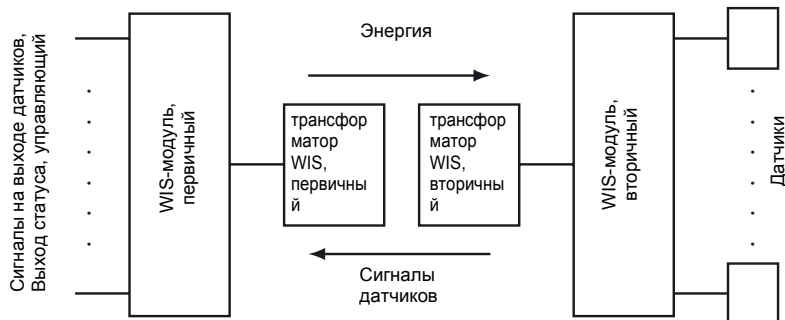 Сигналы на выходе датчиков,
Выход статуса, управляющий
WIS-модуль,
первичный
Энергия
трансфор
матор
WIS,
первичны
й
трансфор
матор
WIS,
вторичный
Сигналы
датчиков
WIS-модуль,
вторичный
Датчики